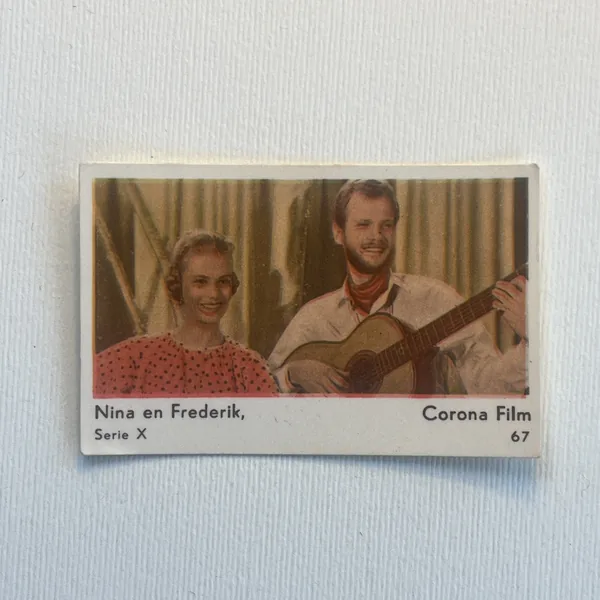 Nina en Frederik, Corona Film
Serie X 67